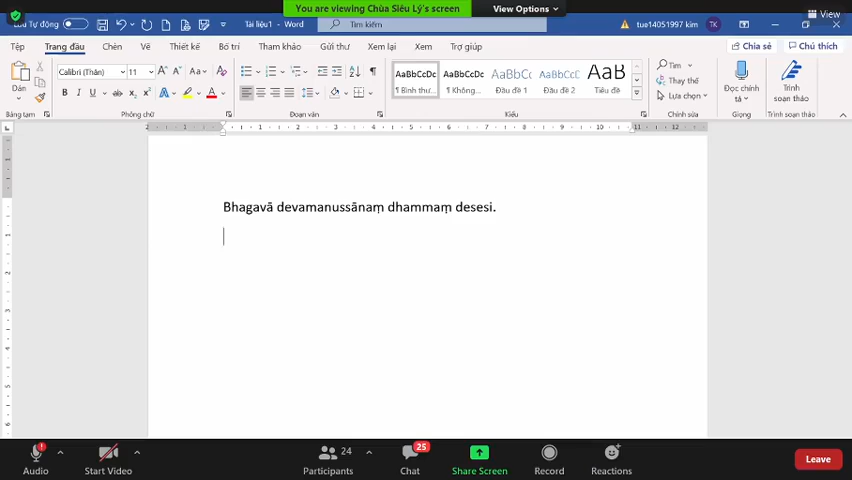 You are viewing Chùa Siêu Lý's screen
View Options
View
Lưu Tự động
Tài liệu1 - Word
Tìm kiếm
tue14051997 kim
TK
Tệp
Trang đầu
Chèn
Vẽ
Thiết kế
Bố trí
Tham khảo
Gửi thư
Xem lại
Xem
Trợ giúp
Chia sẻ
Chú thích
Dán
Calibri (Thân)
11
AaBbCcDc
AaBbCcDc
AaBbCc
AaBbCcD
AaB
¶ Bình thư...
¶ Không...
Đầu đề 1
Đầu đề 2
Tiêu đề
Tìm
Thay thế
Lựa chọn
Đọc chính tả
Trình soạn thảo
Bảng tạm
Phông chữ
Đoạn văn
Kiểu
Chỉnh sửa
Giọng
Trình soạn thảo
Bhagavā devamanussānaṃ dhammaṃ desesi.
Audio
Start Video
24
Participants
25
Chat
Share Screen
Record
Reactions
Leave